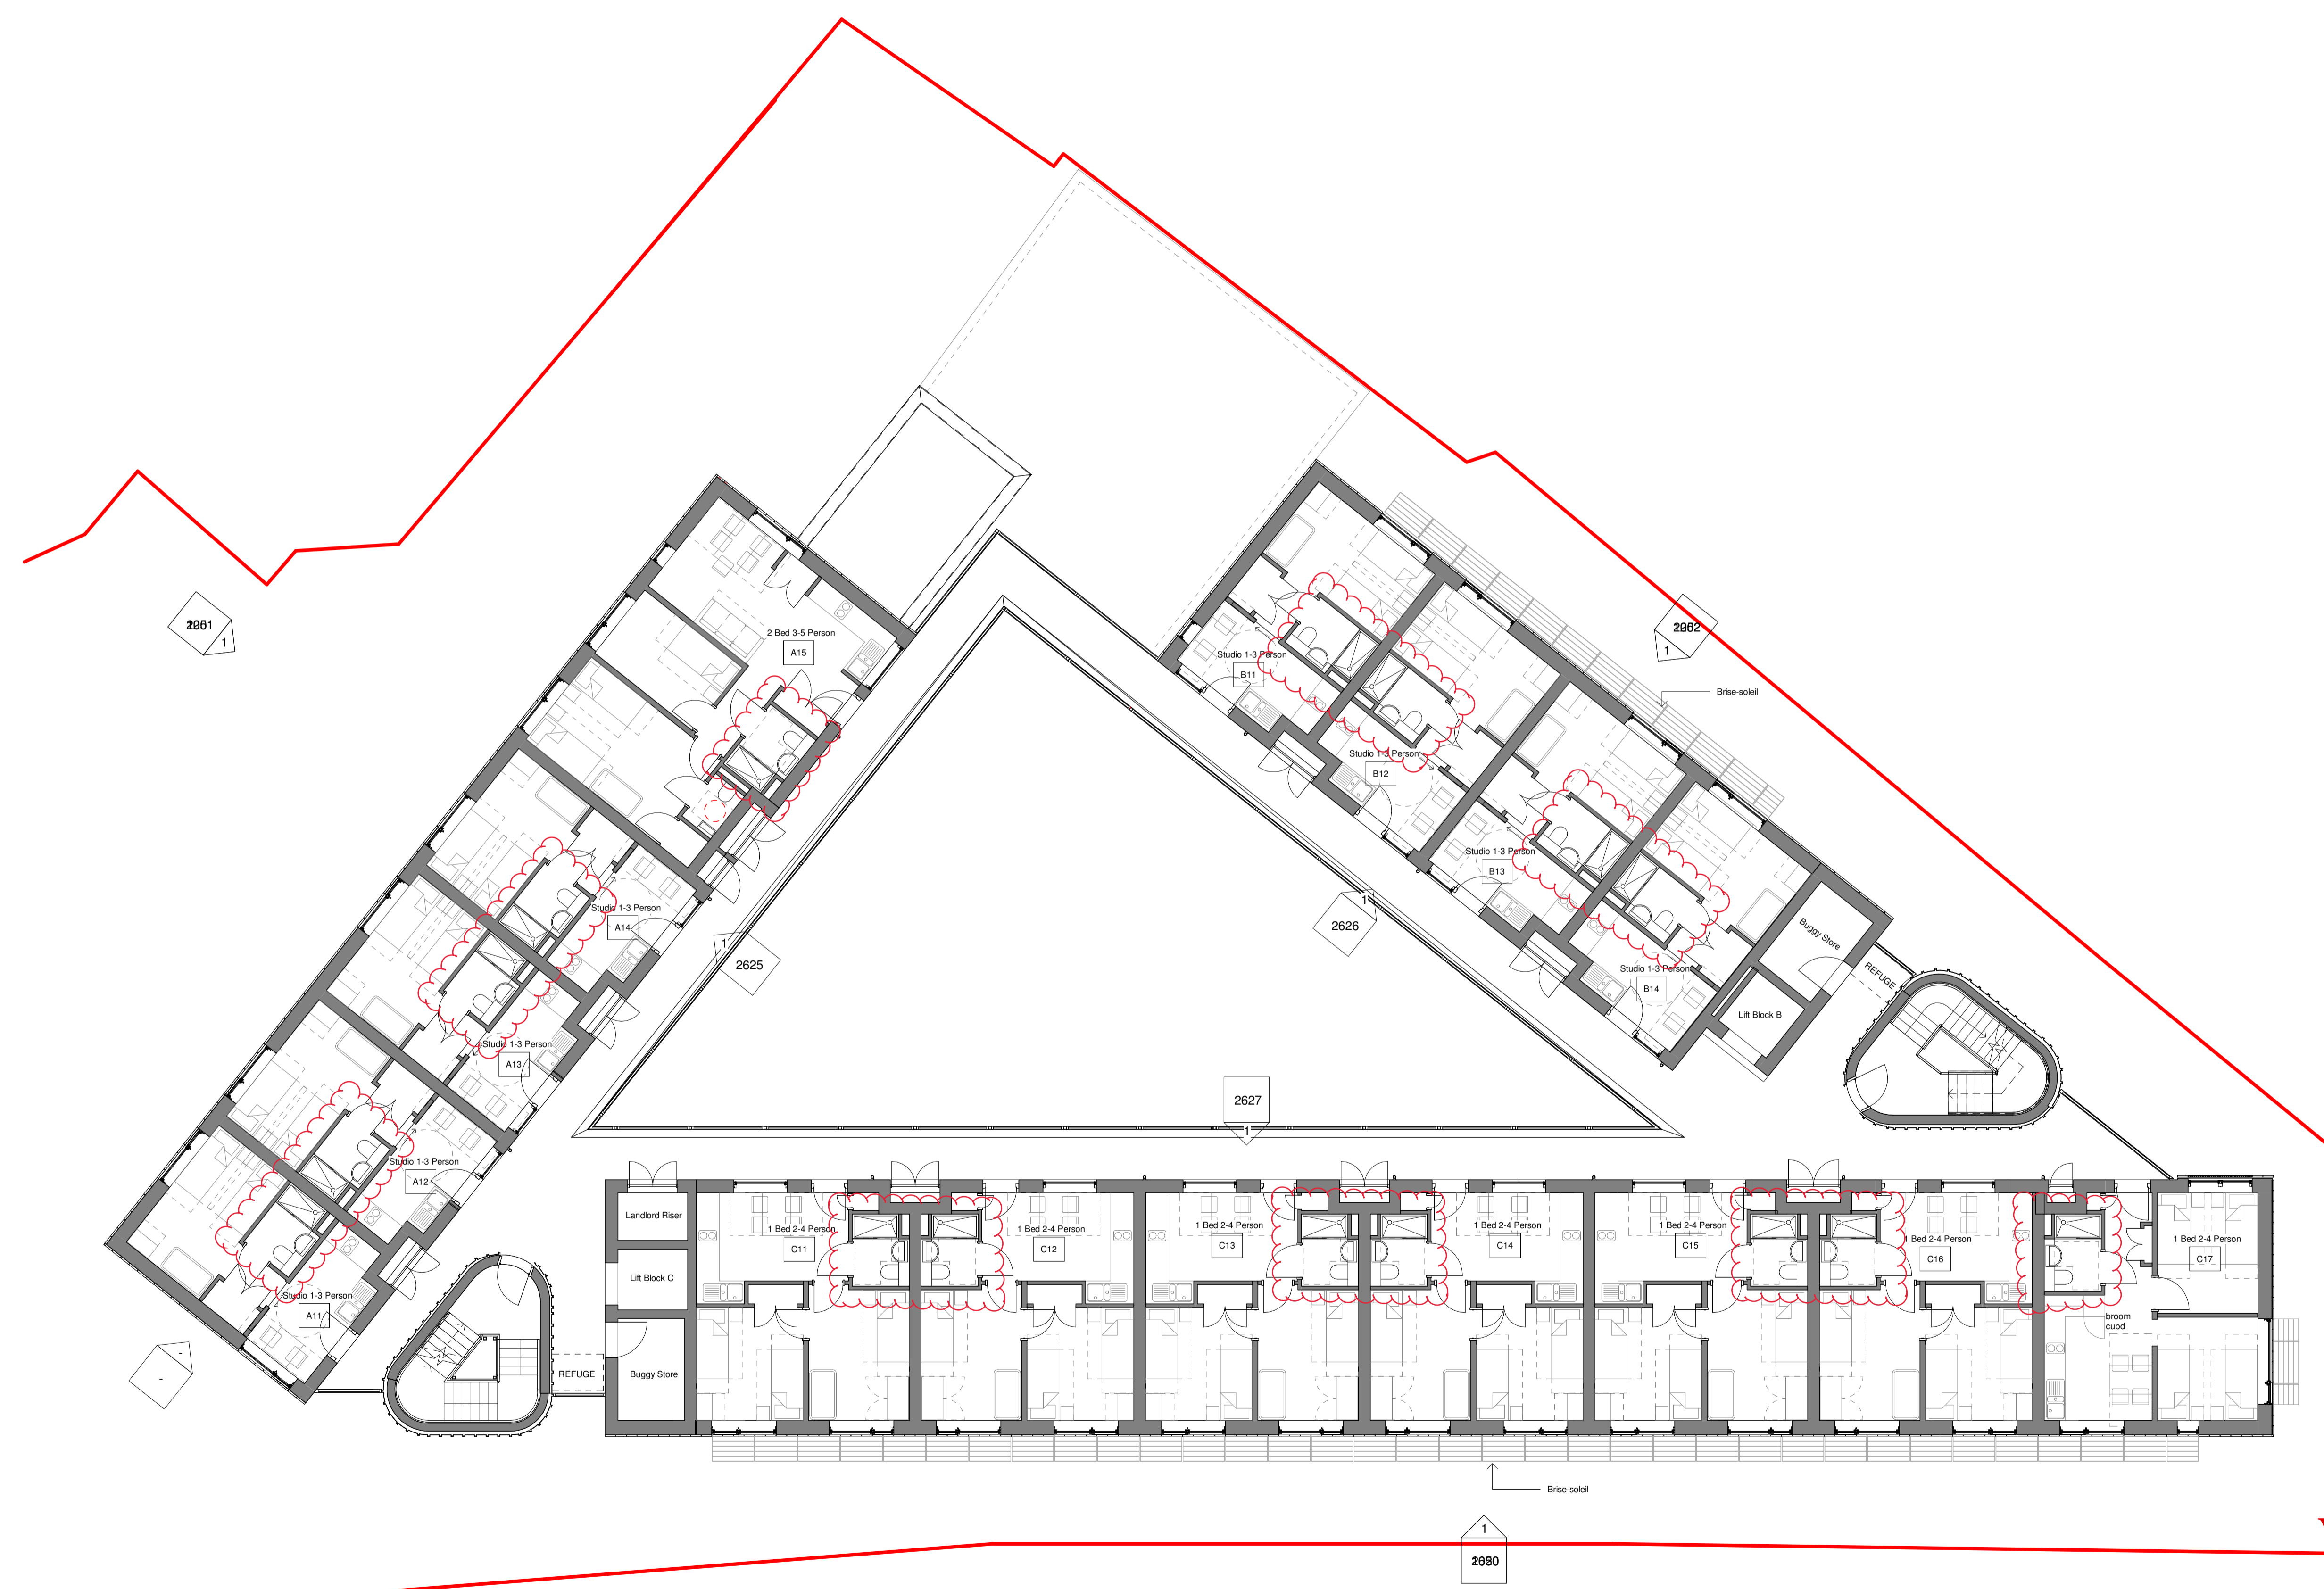 1
2 Bed 3-5 Person
A15
Studio 1-3 Person
B11
1
Brise-soleil
Studio 1-3 Person
B12
Studio 1-3 Person
B13
Studio 1-3 Person
A14
1
2626
1
2625
Buggy Store
REFUGE
Studio 1-3 Person
B14
Lift Block B
Studio 1-3 Person
A13
2627
1
Studio 1-3 Person
A12
Landlord Riser
1 Bed 2-4 Person
C11
1 Bed 2-4 Person
C12
1 Bed 2-4 Person
C13
1 Bed 2-4 Person
C14
1 Bed 2-4 Person
C15
1 Bed 2-4 Person
C16
1 Bed 2-4 Person
C17
Lift Block C
Studio 1-3 Person
A11
broom
cupd
-
-
REFUGE
Buggy Store
Brise-soleil
1